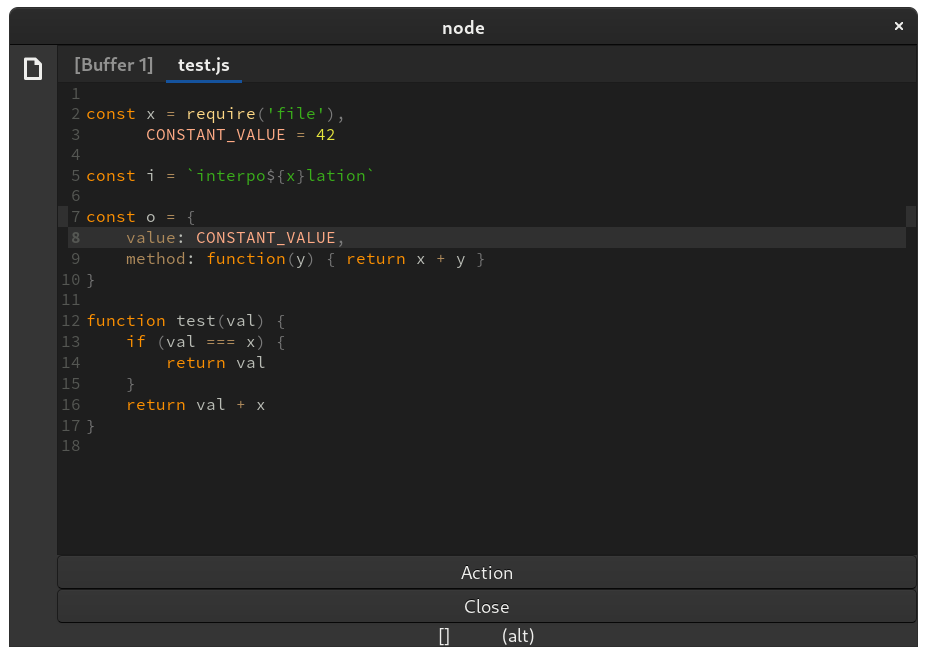 node ×
[Buffer 1] test.js
1
2 const x = require('file'),
3       CONSTANT_VALUE = 42
4
5 const i = `interpo${x}lation`
6
7 const o = {
8     value: CONSTANT_VALUE,
9     method: function(y) { return x + y }
10 }
11
12 function test(val) {
13     if (val === x) {
14         return val
15     }
16     return val + x
17 }
18
Action
Close
[] (alt)